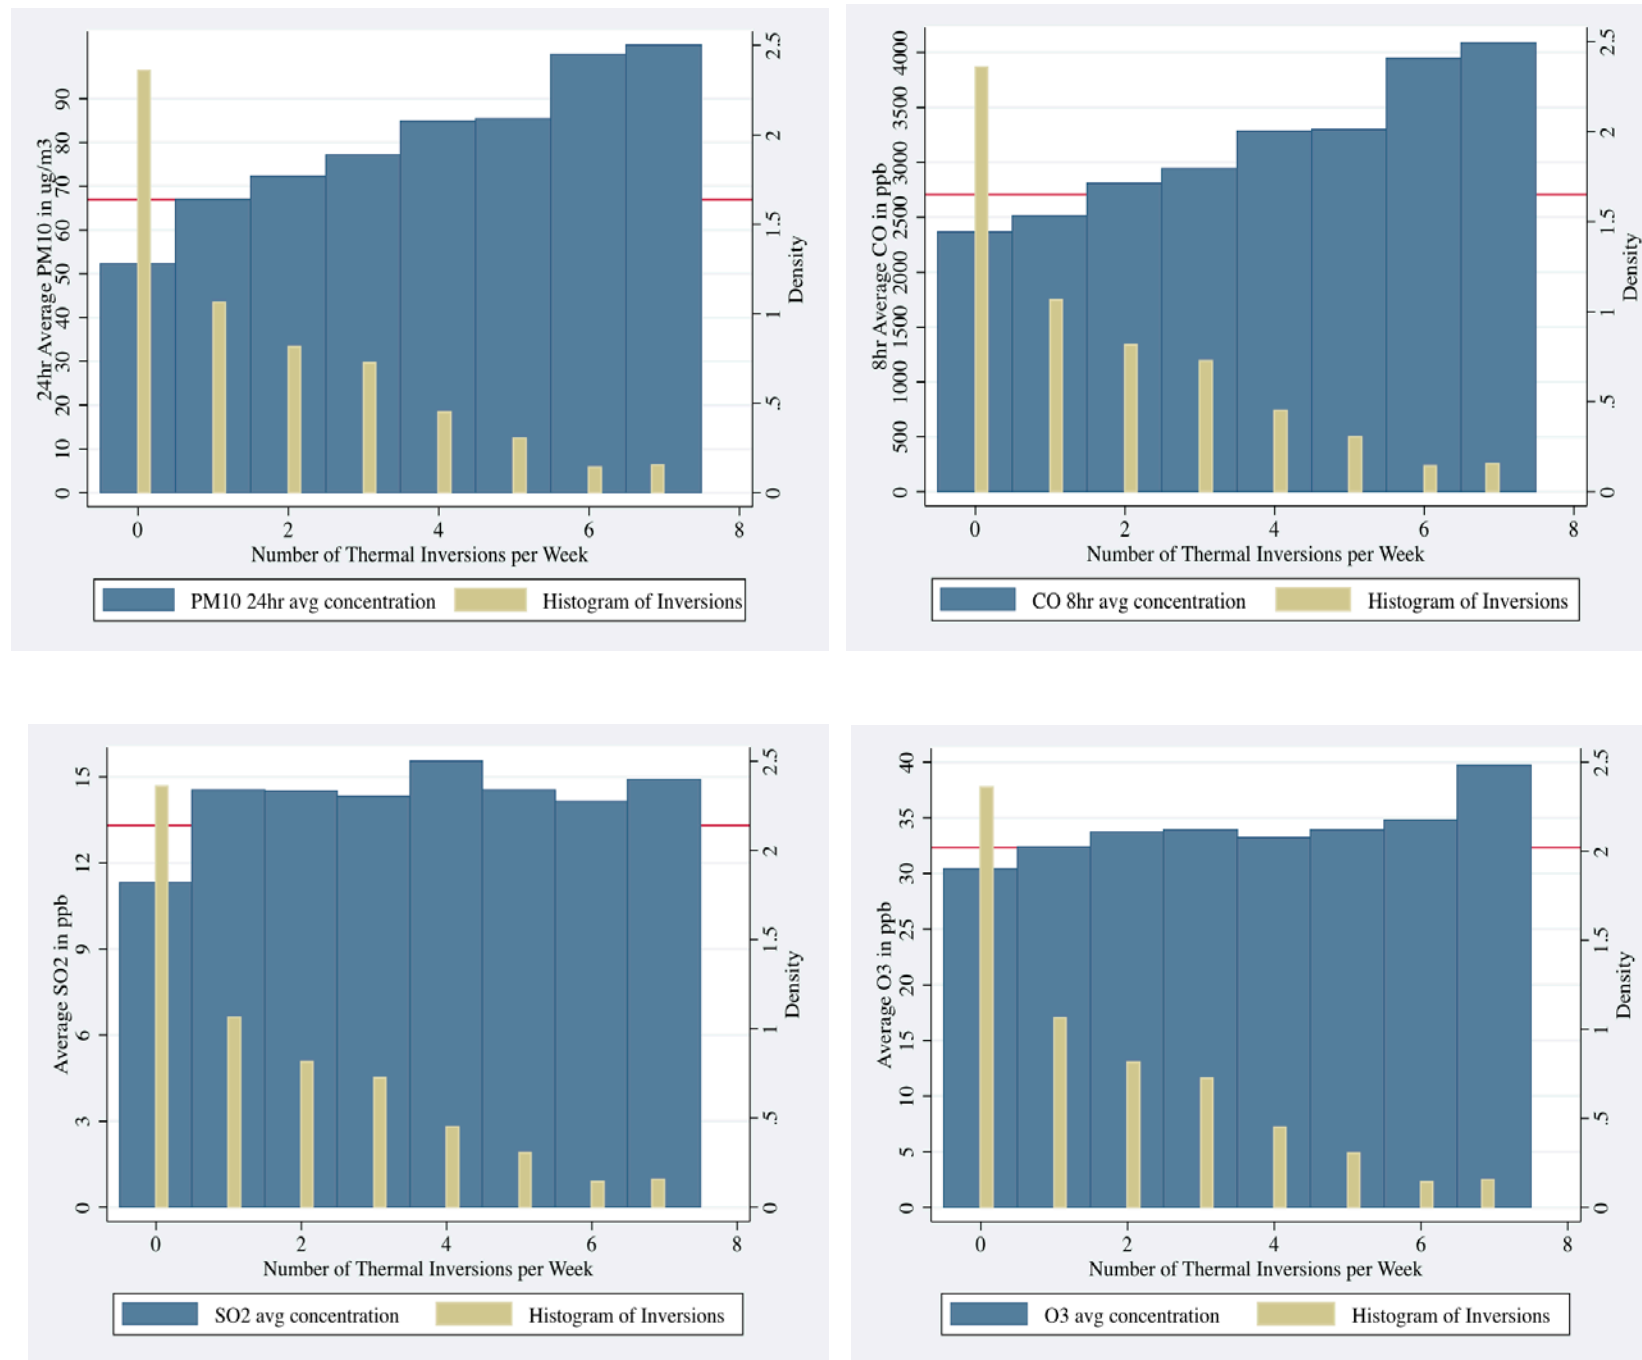 24hr Average PM10 in ug/m3
0 10 20 30 40 50 60 70 80 90
0 .5 1 1.5 2 2.5
Density
0 2 4 6 8
Number of Thermal Inversions per Week
PM10 24hr avg concentration Histogram of Inversions
8hr Average CO in ppb
0 500 1000 1500 2000 2500 3000 3500 4000
0 .5 1 1.5 2 2.5
Density
0 2 4 6 8
Number of Thermal Inversions per Week
CO 8hr avg concentration Histogram of Inversions
Average SO2 in ppb
0 3 6 9 12 15
0 .5 1 1.5 2 2.5
Density
0 2 4 6 8
Number of Thermal Inversions per Week
SO2 avg concentration Histogram of Inversions
Average O3 in ppb
0 5 10 15 20 25 30 35 40
0 .5 1 1.5 2 2.5
Density
0 2 4 6 8
Number of Thermal Inversions per Week
O3 avg concentration Histogram of Inversions